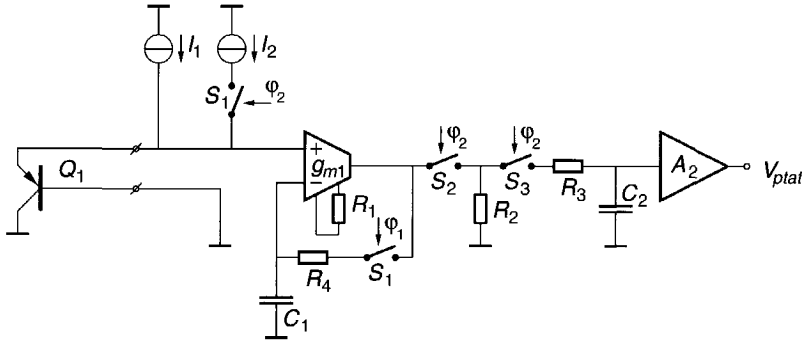 I1
I2
S1
φ2
Q1
+
gm1
−
R1
φ1
R4
S1
C1
φ2
S2
φ2
S3
R2
R3
C2
A2
Vptat